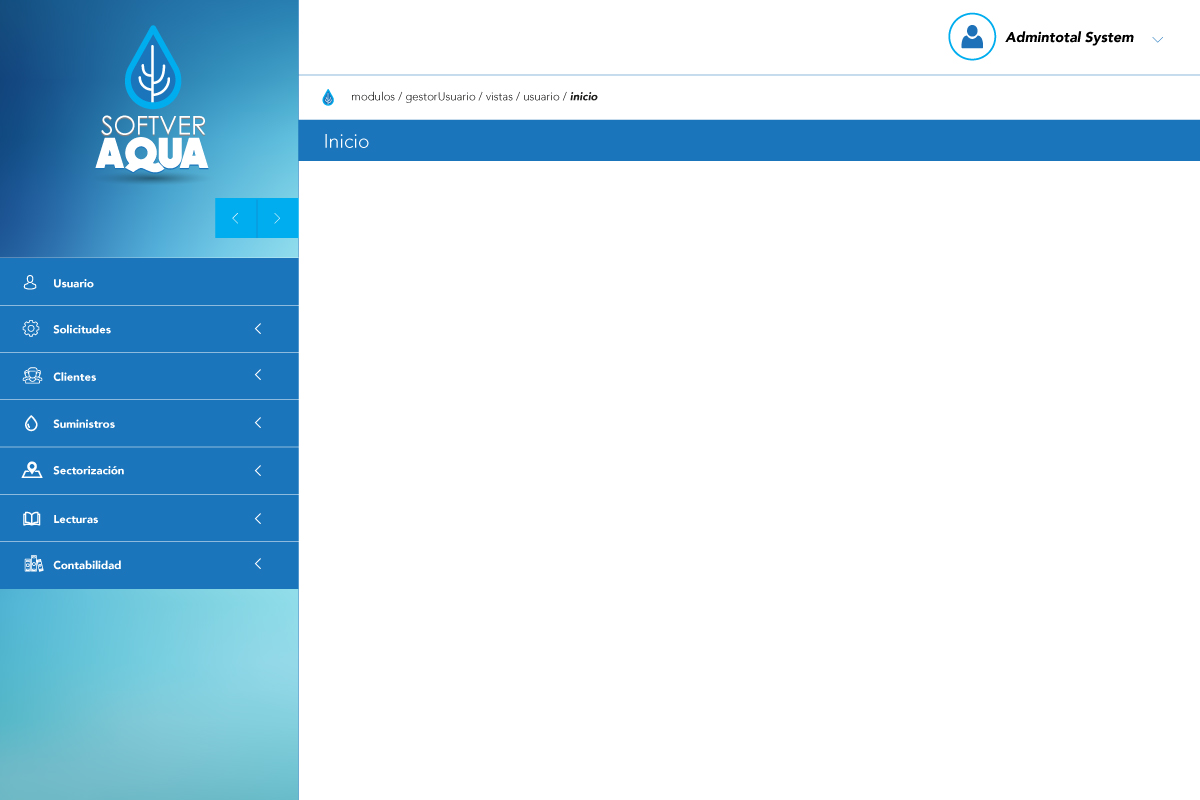 SOFTVER
AQUA
Admintotal System
modulos / gestorUsuario / vistas / usuario / inicio
Inicio
Usuario
Solicitudes
Clientes
Suministros
Sectorización
Lecturas
Contabilidad